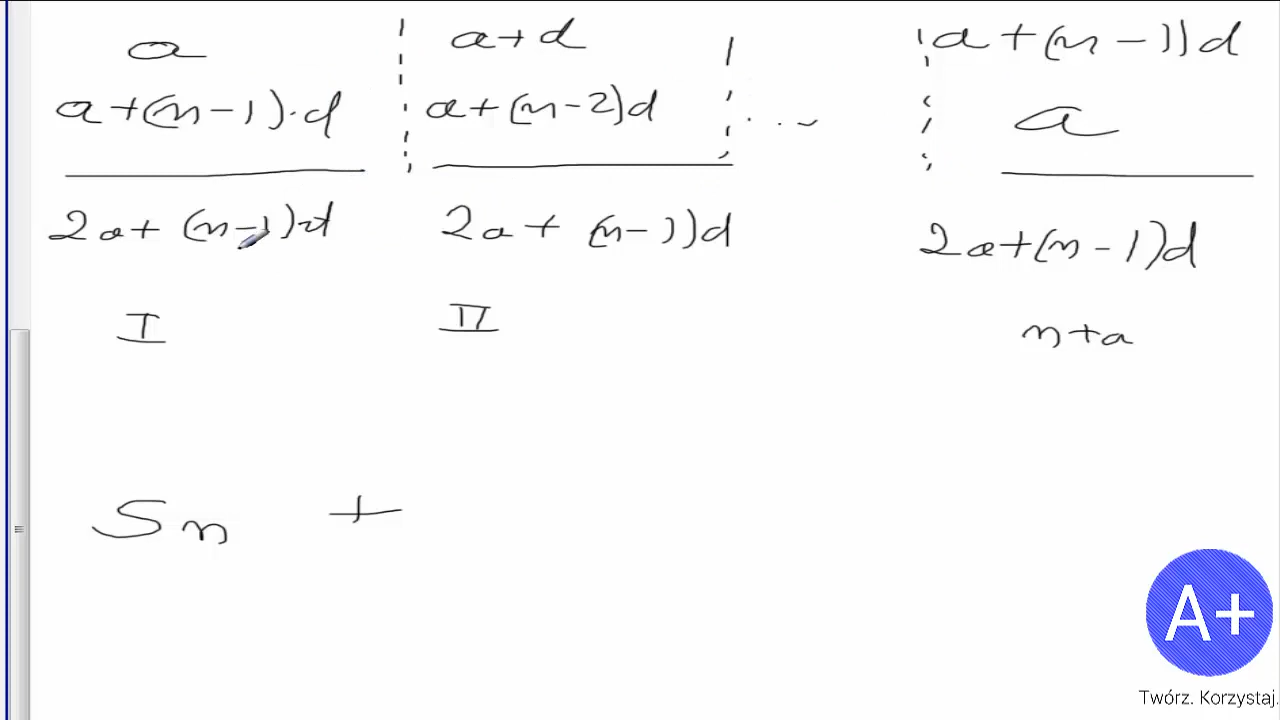 a a+d a+(n-1)d
a+(n-1)·d a+(n-2)d ... a
2a+(n-1)·d 2a+(n-1)d 2a+(n-1)d
I II n+a
Sn +
A+
Twórz. Korzystaj.